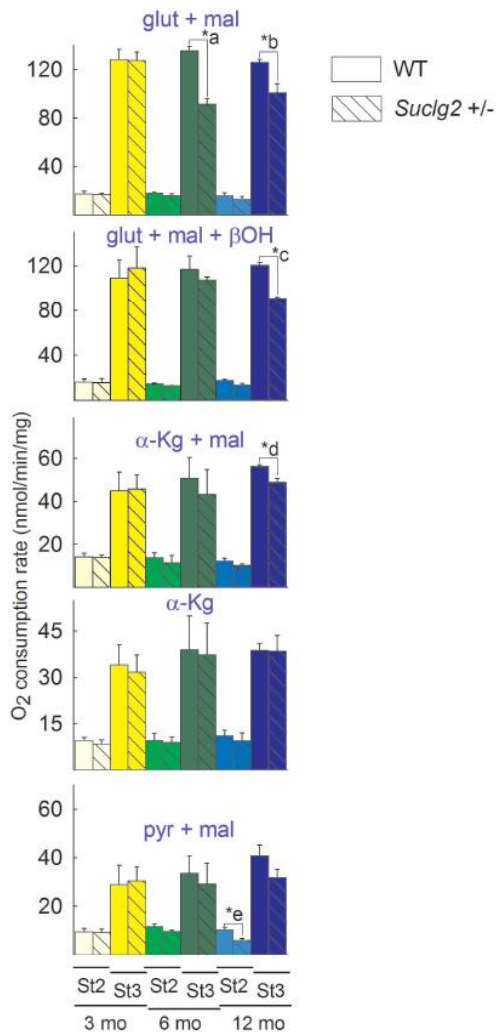 glut + mal
*a
*b
120
80
40
WT
Suclg2 +/-
glut + mal + βOH
*c
120
80
40
α-Kg + mal
*d
60
40
20
α-Kg
45
30
15
pyr + mal
*e
60
40
20
O2 consumption rate (nmol/min/mg)
St2 St3 St2 St3 St2 St3
3 mo 6 mo 12 mo